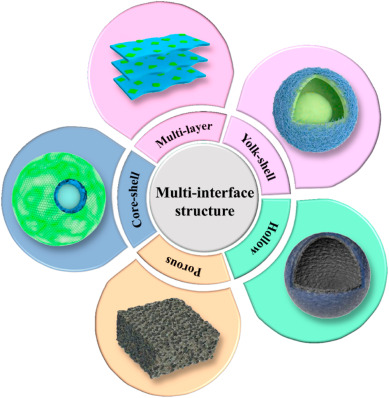 Multi-layer
Yolk-shell
Core-shell
Multi-interface
structure
Hollow
Porous